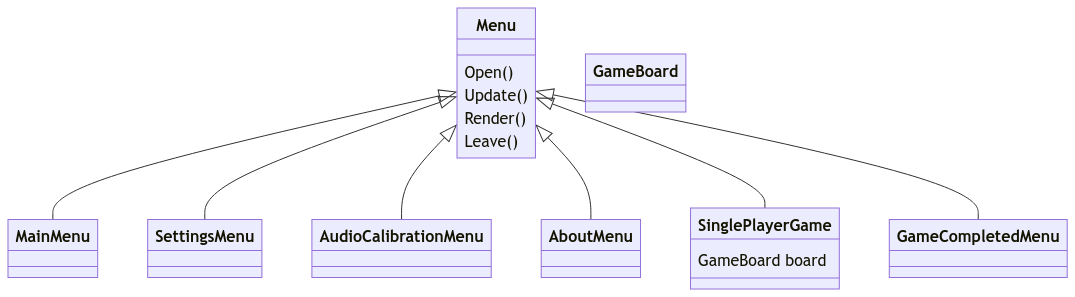 Menu
Open()
Update()
Render()
Leave()
GameBoard
MainMenu
SettingsMenu
AudioCalibrationMenu
AboutMenu
SinglePlayerGame
GameBoard board
GameCompletedMenu